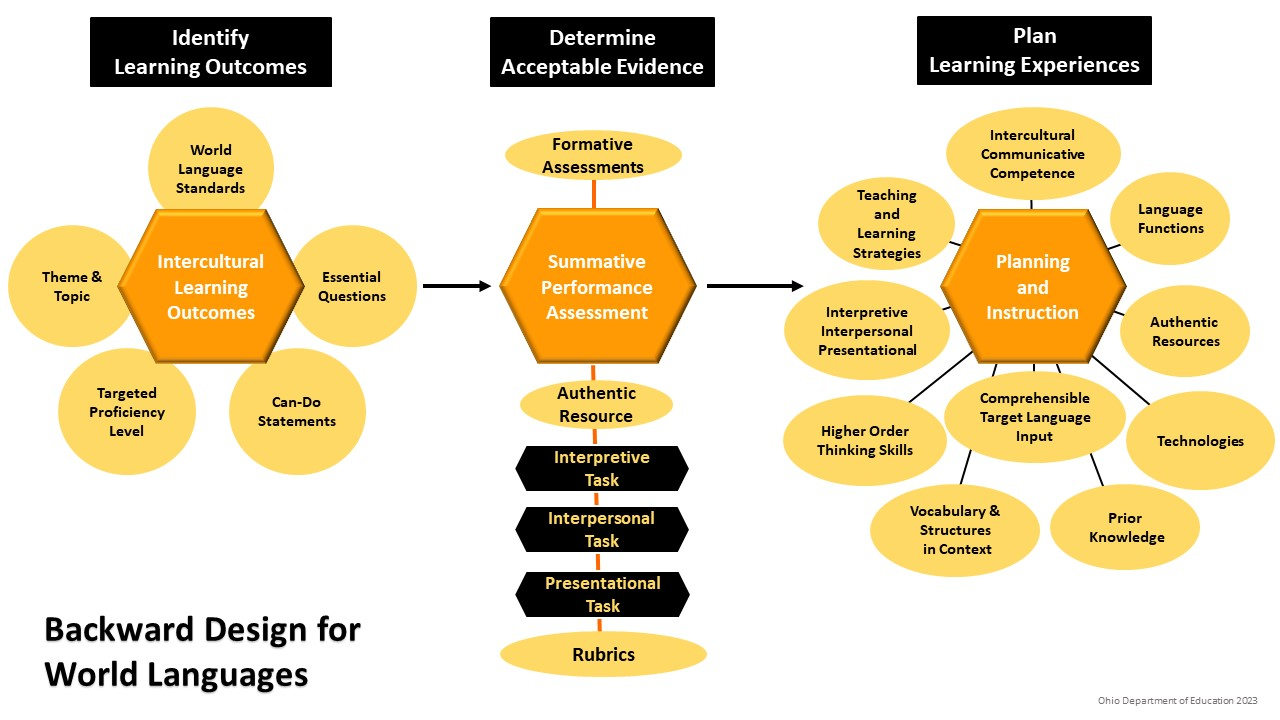 Identify
Learning Outcomes
World
Language
Standards
Theme &
Topic
Intercultural
Learning
Outcomes
Essential
Questions
Targeted
Proficiency
Level
Can-Do
Statements
Determine
Acceptable Evidence
Formative
Assessments
Summative
Performance
Assessment
Authentic
Resource
Interpretive
Task
Interpersonal
Task
Presentational
Task
Rubrics
Plan
Learning Experiences
Intercultural
Communicative
Competence
Teaching
and
Learning
Strategies
Language
Functions
Planning
and
Instruction
Interpretive
Interpersonal
Presentational
Authentic
Resources
Higher Order
Thinking Skills
Comprehensible
Target Language
Input
Technologies
Vocabulary &
Structures
in Context
Prior
Knowledge
Backward Design for
World Languages
Ohio Department of Education 2023